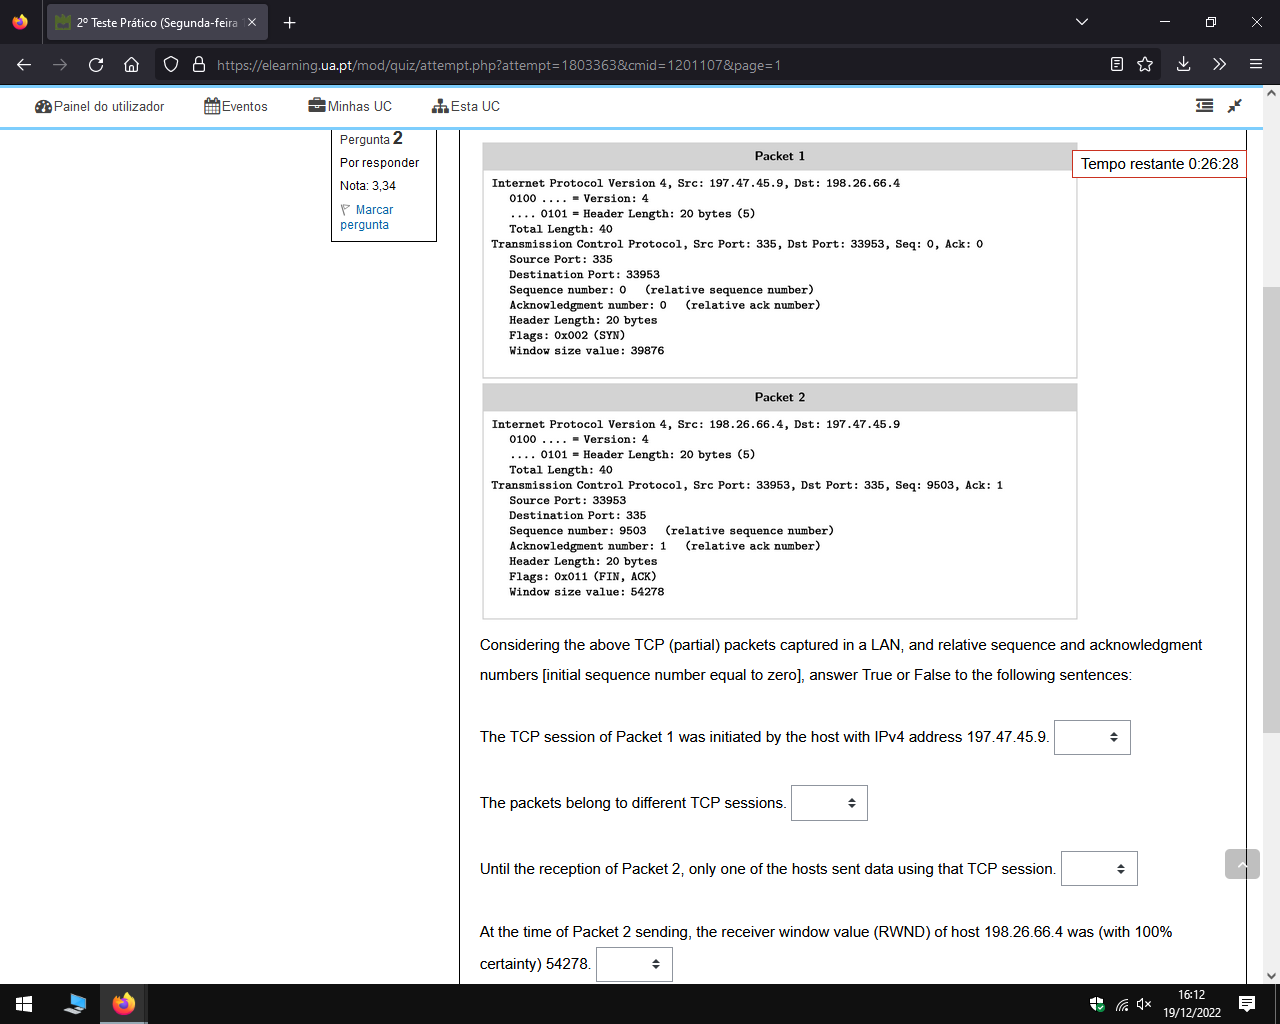 2º Teste Prático (Segunda-feira
https://elearning.ua.pt/mod/quiz/attempt.php?attempt=1803363&cmid=1201107&page=1
Painel do utilizador
Eventos
Minhas UC
Esta UC
Pergunta 2
Por responder
Nota: 3,34
Marcar
pergunta
Tempo restante 0:26:28
Packet 1
Internet Protocol Version 4, Src: 197.47.45.9, Dst: 198.26.66.4
0100 .... = Version: 4
.... 0101 = Header Length: 20 bytes (5)
Total Length: 40
Transmission Control Protocol, Src Port: 335, Dst Port: 33953, Seq: 0, Ack: 0
Source Port: 335
Destination Port: 33953
Sequence number: 0 (relative sequence number)
Acknowledgment number: 0 (relative ack number)
Header Length: 20 bytes
Flags: 0x002 (SYN)
Window size value: 39876
Packet 2
Internet Protocol Version 4, Src: 198.26.66.4, Dst: 197.47.45.9
0100 .... = Version: 4
.... 0101 = Header Length: 20 bytes (5)
Total Length: 40
Transmission Control Protocol, Src Port: 33953, Dst Port: 335, Seq: 9503, Ack: 1
Source Port: 33953
Destination Port: 335
Sequence number: 9503 (relative sequence number)
Acknowledgment number: 1 (relative ack number)
Header Length: 20 bytes
Flags: 0x011 (FIN, ACK)
Window size value: 54278
Considering the above TCP (partial) packets captured in a LAN, and relative sequence and acknowledgment
numbers [initial sequence number equal to zero], answer True or False to the following sentences:
The TCP session of Packet 1 was initiated by the host with IPv4 address 197.47.45.9.
The packets belong to different TCP sessions.
Until the reception of Packet 2, only one of the hosts sent data using that TCP session.
At the time of Packet 2 sending, the receiver window value (RWND) of host 198.26.66.4 was (with 100%
certainty) 54278.
16:12
19/12/2022